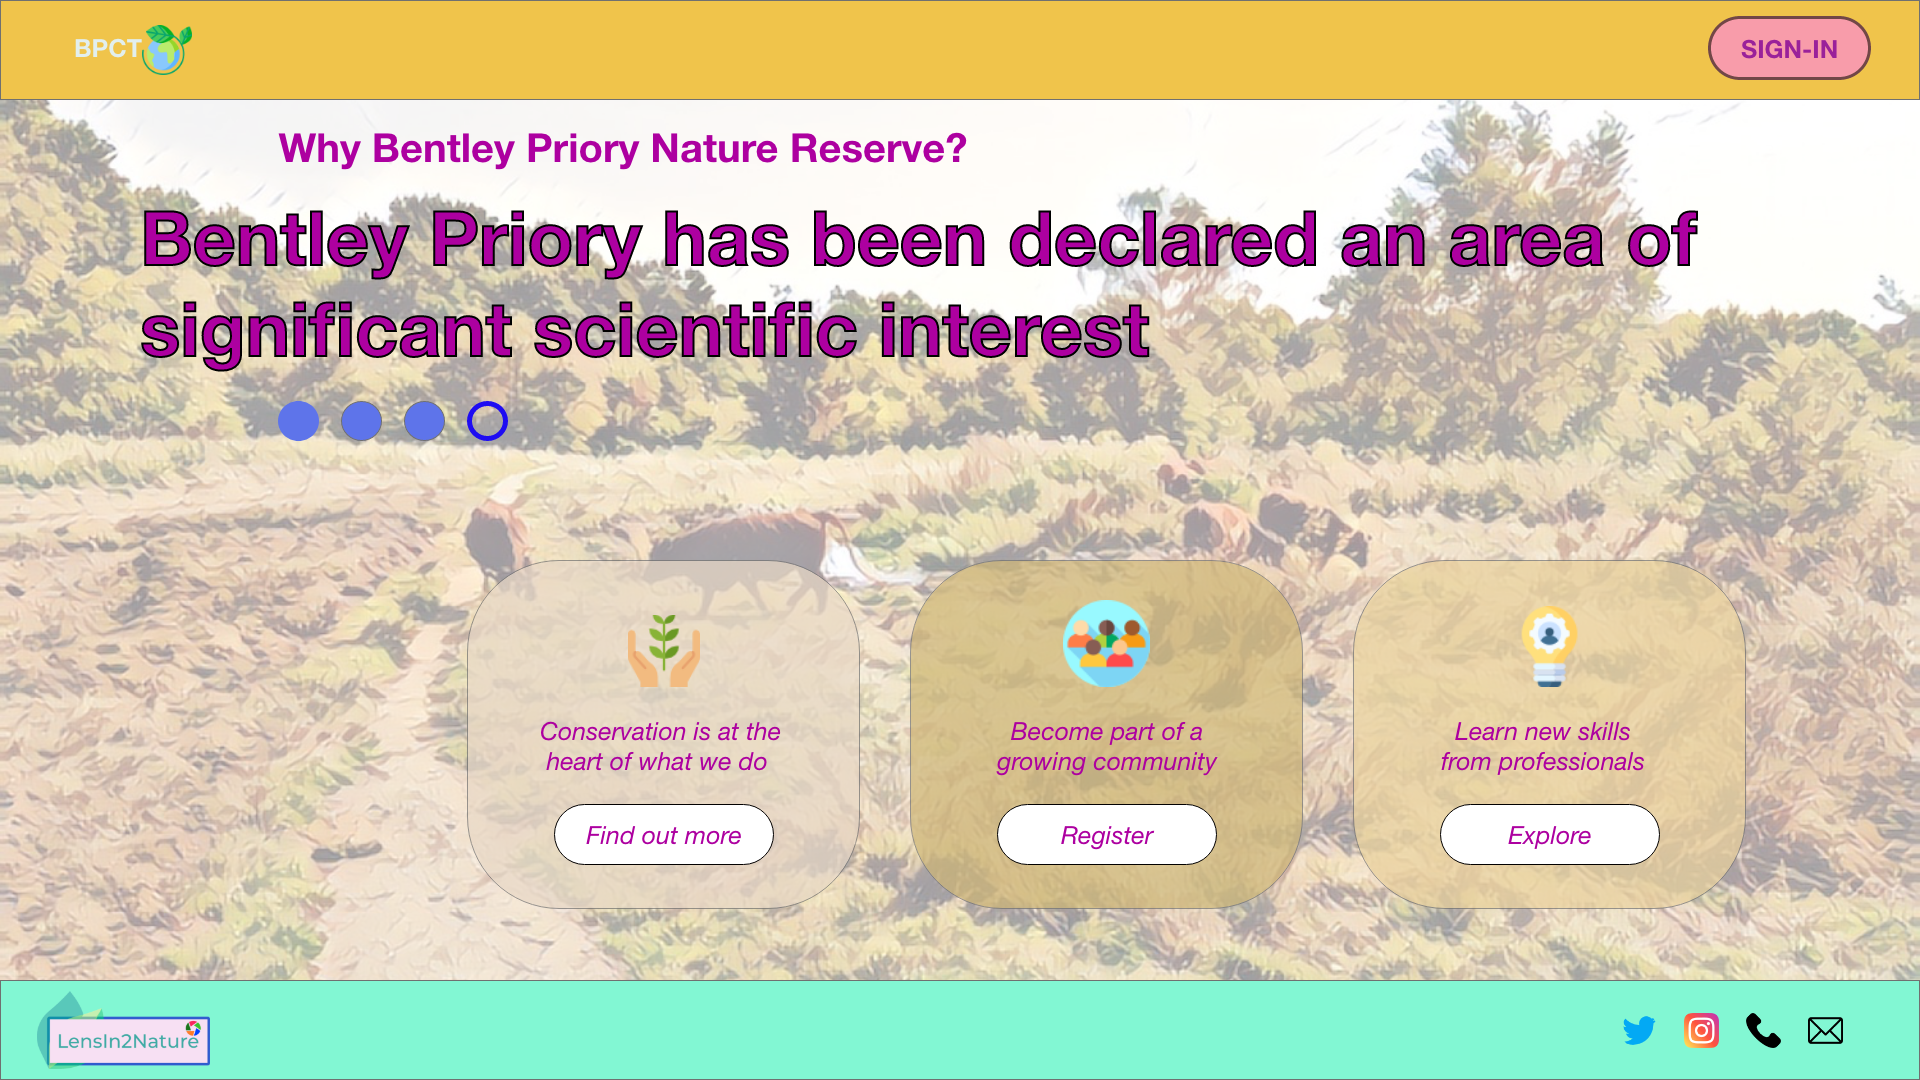 BPCT
SIGN-IN
Why Bentley Priory Nature Reserve?
Bentley Priory has been declared an area of
significant scientific interest
Conservation is at the
heart of what we do
Find out more
Become part of a
growing community
Register
Learn new skills
from professionals
Explore
LensIn2Nature